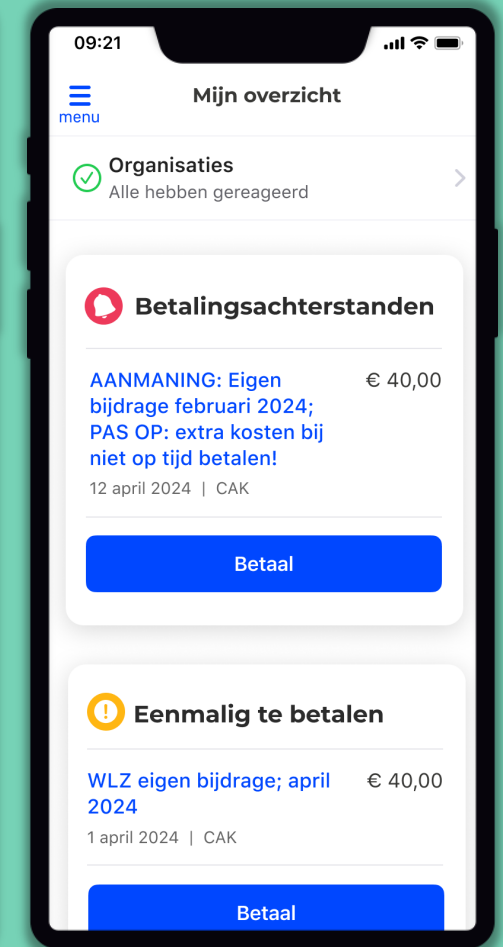 09:21
menu
Mijn overzicht
Organisaties
Alle hebben gereageerd
Betalingsachterstanden
AANMANING: Eigen
bijdrage februari 2024;
PAS OP: extra kosten bij
niet op tijd betalen!
€ 40,00
12 april 2024 | CAK
Betaal
Eenmalig te betalen
WLZ eigen bijdrage; april
2024
€ 40,00
1 april 2024 | CAK
Betaal